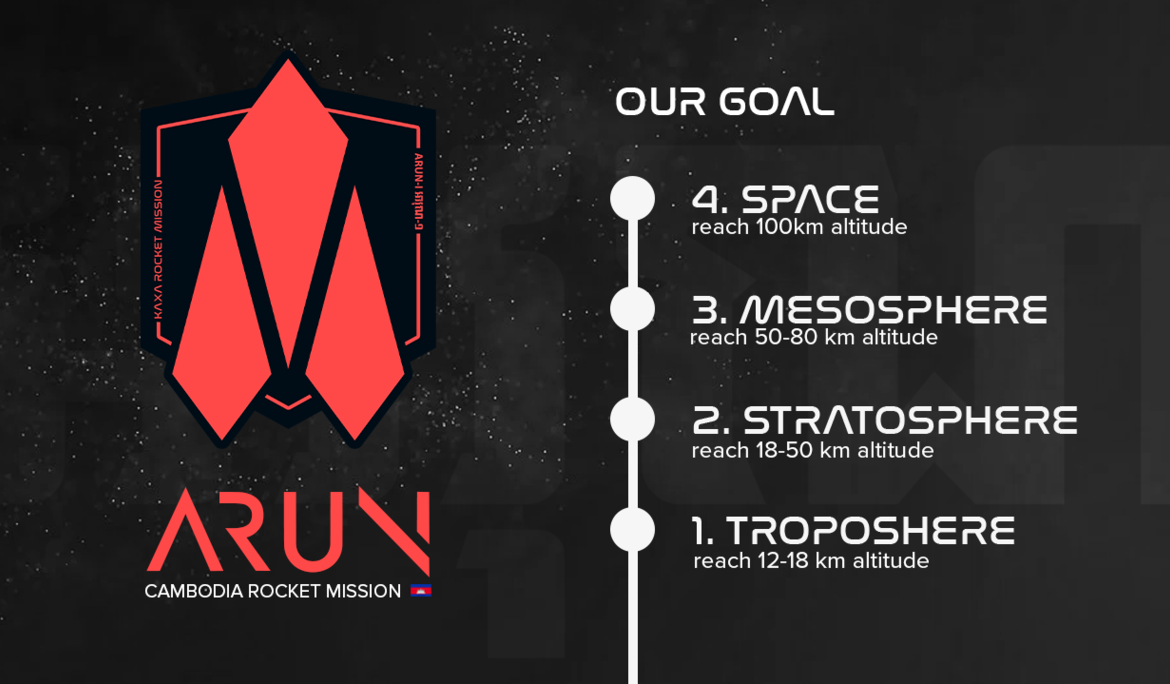 OUR GOAL
4. SPACE
reach 100km altitude
3. MESOSPHERE
reach 50-80 km altitude
2. STRATOSPHERE
reach 18-50 km altitude
1. TROPOSHERE
reach 12-18 km altitude
KAXA ROCKET MISSION
ARUN-I
ARUN
CAMBODIA ROCKET MISSION